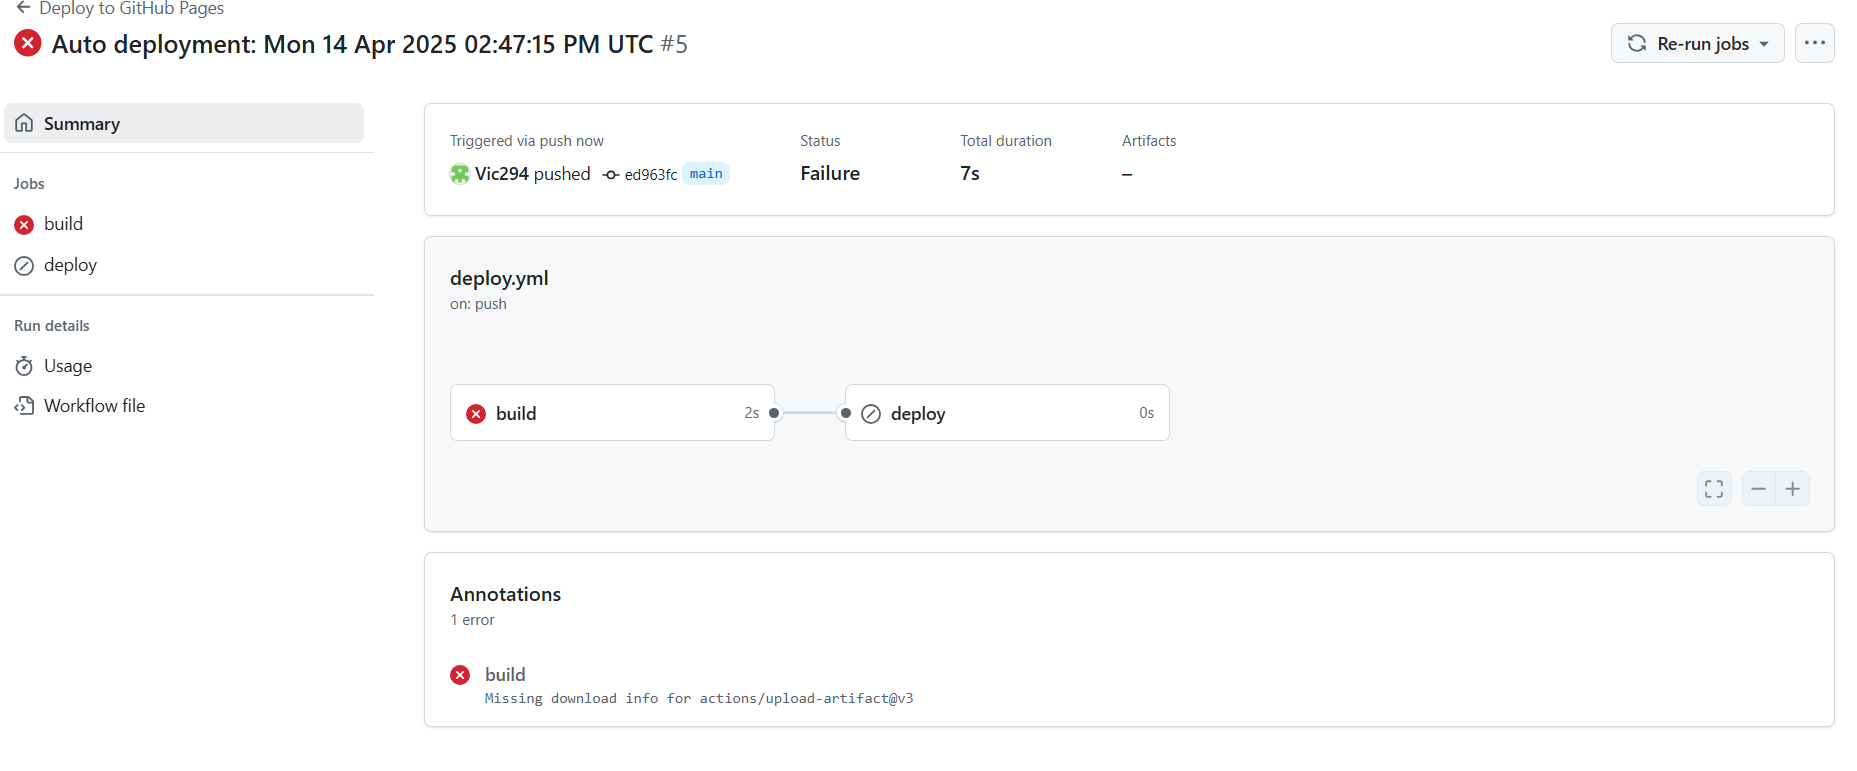 Deploy to GitHub Pages
Auto deployment: Mon 14 Apr 2025 02:47:15 PM UTC #5
Re-run jobs
Summary
Jobs
build
deploy
Run details
Usage
Workflow file
Triggered via push now
Vic294 pushed ed963fc main
Status
Failure
Total duration
7s
Artifacts
–
deploy.yml
on: push
build 2s
deploy 0s
Annotations
1 error
build
Missing download info for actions/upload-artifact@v3